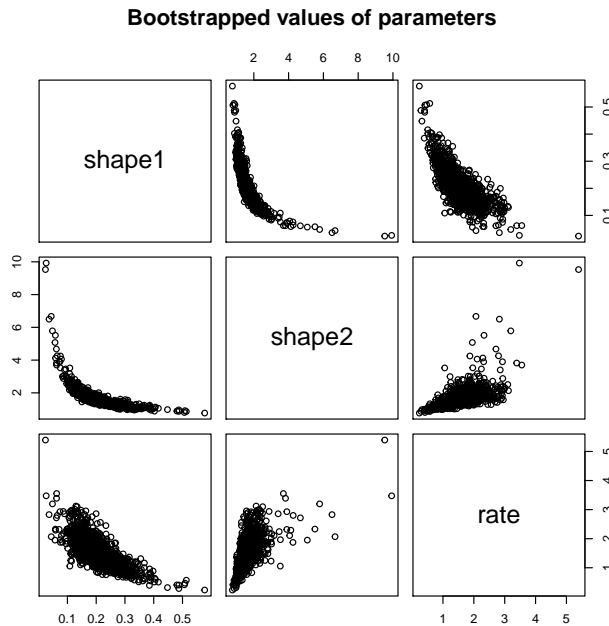 Bootstrapped values of parameters
2 4 6 8 10
shape1
0.1 0.3 0.5
2 4 6 8 10
shape2
rate
1 2 3 4 5
0.1 0.2 0.3 0.4 0.5
1 2 3 4 5